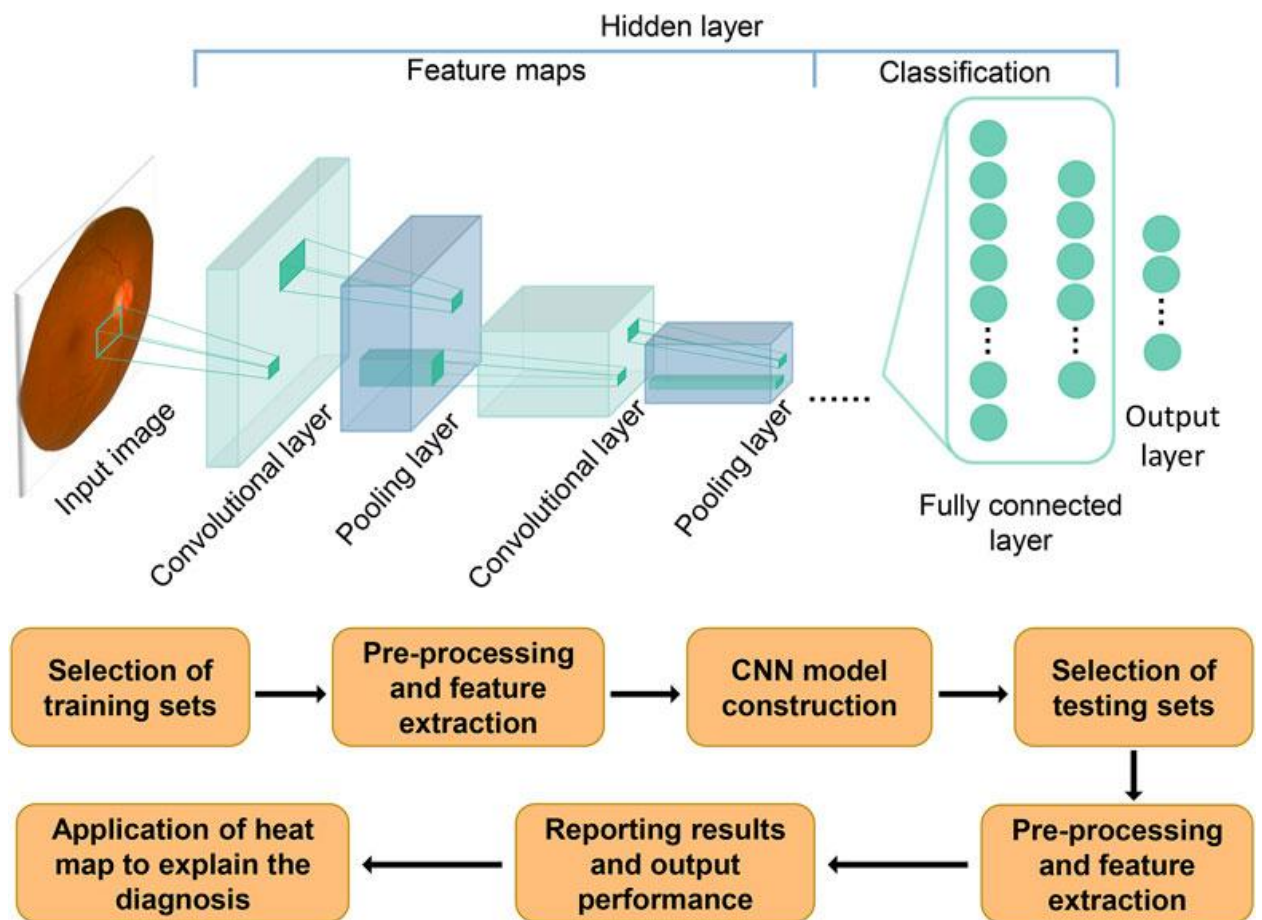 Hidden layer
Feature maps
Classification
Input image
Convolutional layer
Pooling layer
Convolutional layer
Pooling layer
Fully connected
layer
Output
layer
Selection of
training sets
Pre-processing
and feature
extraction
CNN model
construction
Selection of
testing sets
Pre-processing
and feature
extraction
Reporting results
and output
performance
Application of heat
map to explain the
diagnosis